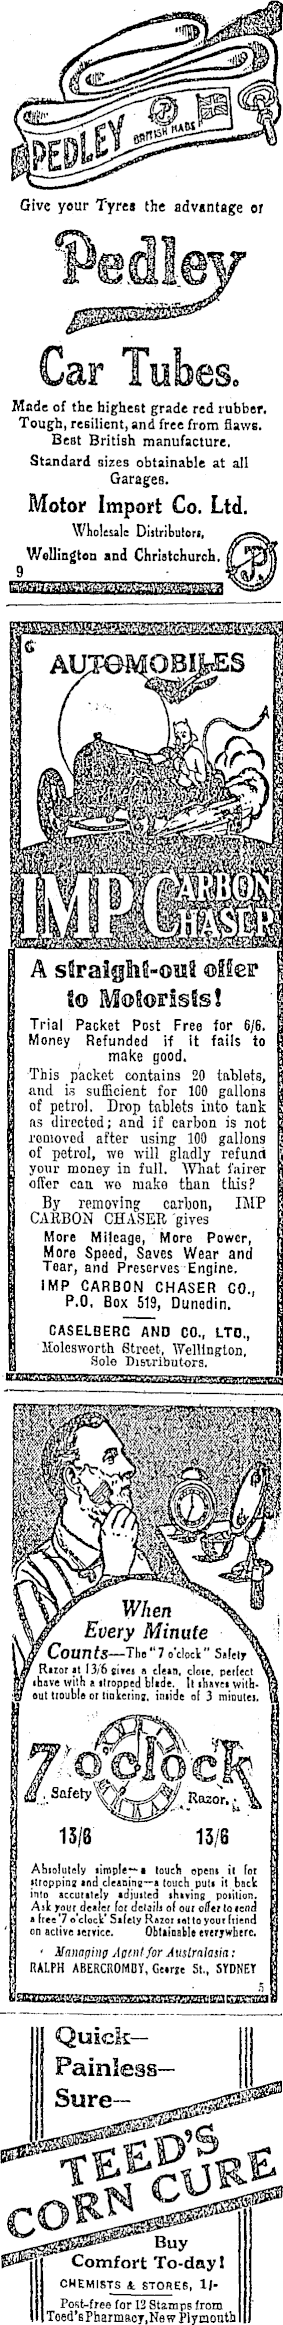 PEDLEY
BRITISH MADE
Give your Tyres the advantage of
Pedley
Car Tubes.
Made of the highest grade red rubber.
Tough, resilient, and free from flaws.
Best British manufacture.
Standard sizes obtainable at all
Garages.
Motor Import Co. Ltd.
Wholesale Distributors,
Wellington and Christchurch.
9
AUTOMOBILES
IMP CARBON
CHASER
A straight-out offer
to Motorists!
Trial Packet Post Free for 6/6.
Money Refunded if it fails to
make good.
This packet contains 20 tablets,
and is sufficient for 100 gallons
of petrol. Drop tablets into tank
as directed; and if carbon is not
removed after using 100 gallons
of petrol, we will gladly refund
your money in full. What fairer
offer can we make than this?
By removing carbon, IMP
CARBON CHASER gives
More Mileage, More Power,
More Speed, Saves Wear and
Tear, and Preserves Engine.
IMP CARBON CHASER CO.,
P.O. Box 519, Dunedin.
CASELBERG AND CO., LTD.,
Molesworth Street, Wellington,
Sole Distributors.
When
Every Minute
Counts—The "7 o'clock" Safety
Razor at 13/6 gives a clean, close, perfect
shave with a stropped blade. It shaves with-
out trouble or tinkering, inside of 3 minutes.
7 o'clock
Safety Razor.
13/6 13/6
Absolutely simple—a touch opens it for
stropping and cleaning—a touch puts it back
into accurately adjusted shaving position.
Ask your dealer for details of our offer to send
a free '7 o'clock' Safety Razor set to your friend
on active service. Obtainable everywhere.
Managing Agent for Australasia:
RALPH ABERCROMBY, George St., SYDNEY
5
Quick—
Painless—
Sure—
TEED'S
CORN CURE
Buy
Comfort To-day!
CHEMISTS & STORES, 1/-
Post-free for 12 Stamps from
Teed's Pharmacy, New Plymouth